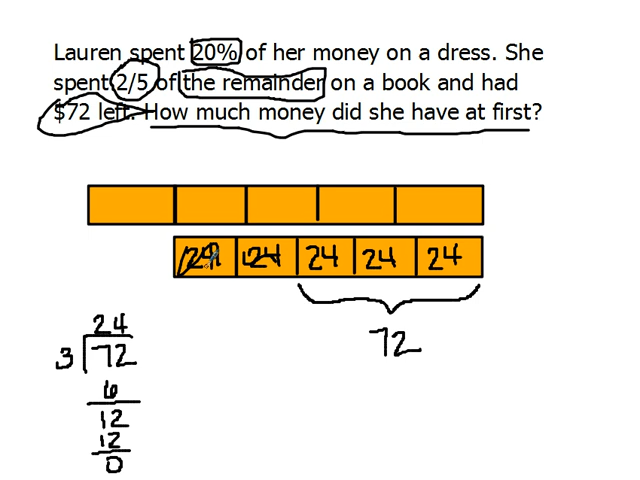 Lauren spent 20% of her money on a dress. She
spent 2/5 of the remainder on a book and had
$72 left. How much money did she have at first?
24 24 24 24 24
72
24
3 72
6
12
12
0